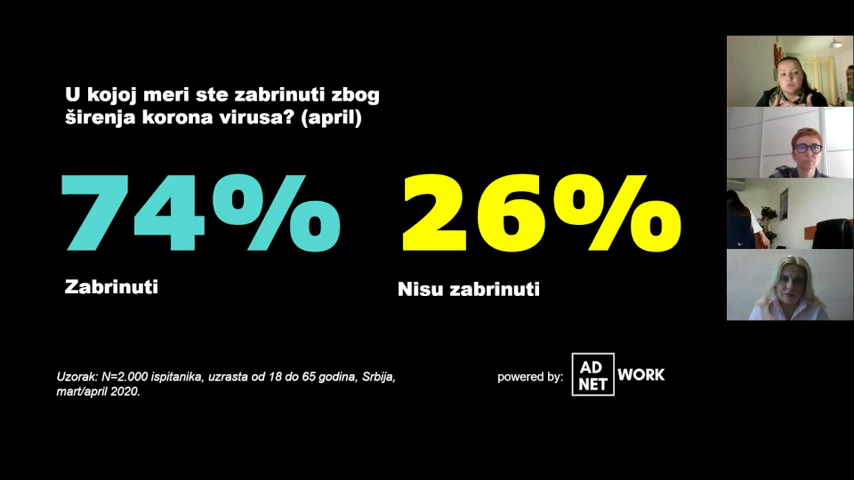 U kojoj meri ste zabrinuti zbog
širenja korona virusa? (april)
74%
26%
Zabrinuti
Nisu zabrinuti
Uzorak: N=2.000 ispitanika, uzrasta od 18 do 65 godina, Srbija,
mart/april 2020.
powered by:
AD
NET WORK